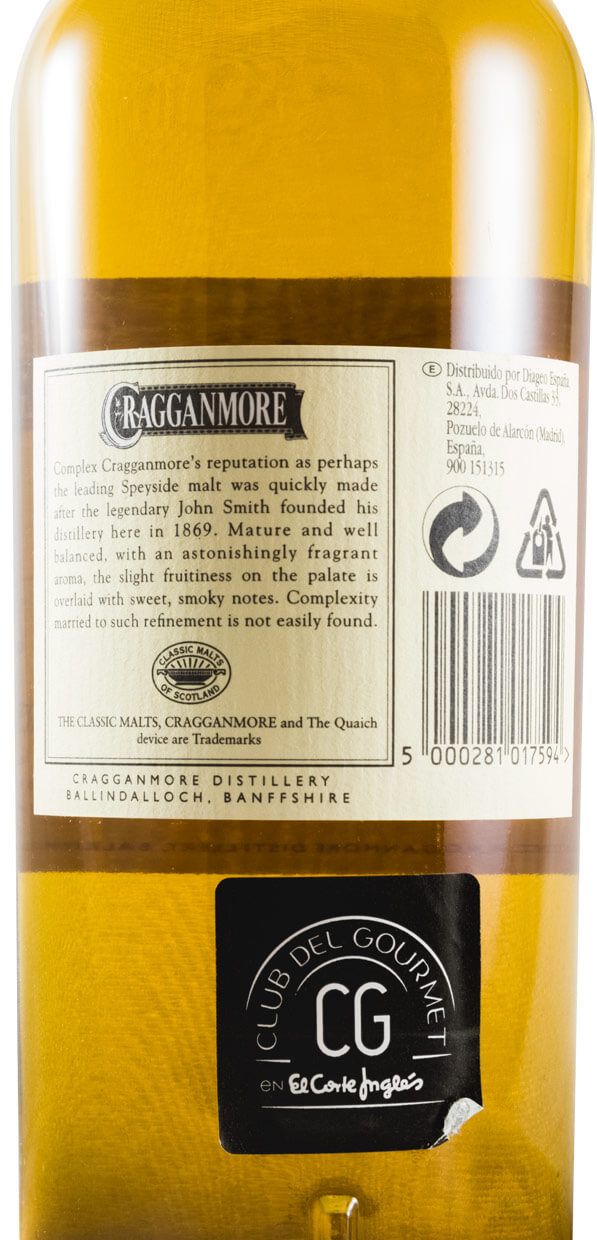 CRAGGANMORE
Complex Cragganmore's reputation as perhaps
the leading Speyside malt was quickly made
after the legendary John Smith founded his
distillery here in 1869. Mature and well
balanced, with an astonishingly fragrant
aroma, the slight fruitiness on the palate is
overlaid with sweet, smoky notes. Complexity
married to such refinement is not easily found.
CLASSIC MALTS
OF SCOTLAND
THE CLASSIC MALTS, CRAGGANMORE and The Quaich
device are Trademarks
CRAGGANMORE DISTILLERY
BALLINDALLOCH, BANFFSHIRE
E Distribuido por Diageo España
S.A., Avda. Dos Castillas 33,
28224,
Pozuelo de Alarcón (Madrid),
España,
900 151315
5 000281 017594 >
CLUB DEL GOURMET
CG
en El Corte Inglés